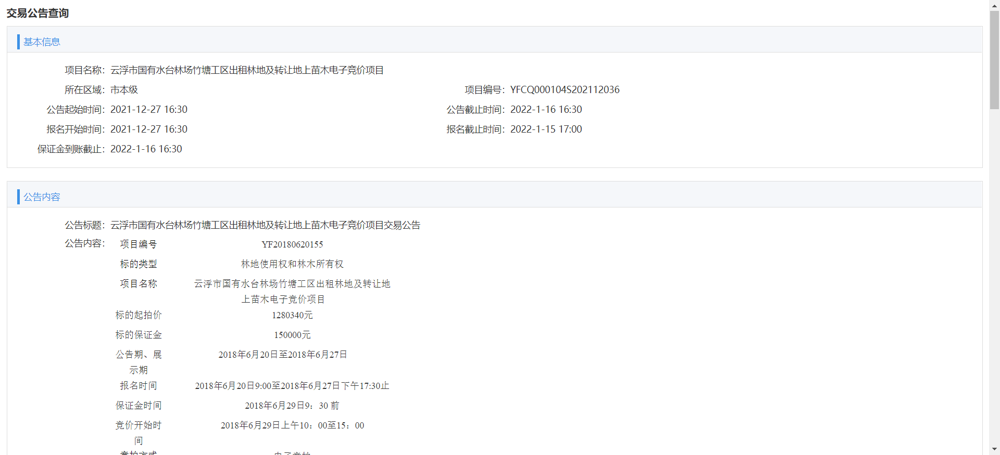 交易公告查询
基本信息
项目名称： 云浮市国有水台林场竹塘工区出租林地及转让地上苗木电子竞价项目
所在区域： 市本级 项目编号： YFCQ000104S202112036
公告起始时间： 2021-12-27 16:30 公告截止时间： 2022-1-16 16:30
报名开始时间： 2021-12-27 16:30 报名截止时间： 2022-1-15 17:00
保证金到账截止： 2022-1-16 16:30
公告内容
公告标题： 云浮市国有水台林场竹塘工区出租林地及转让地上苗木电子竞价项目交易公告
公告内容： 项目编号 YF20180620155
标的类型 林地使用权和林木所有权
项目名称 云浮市国有水台林场竹塘工区出租林地及转让地
上苗木电子竞价项目
标的起拍价 1280340元
标的保证金 150000元
公告期、展 2018年6月20日至2018年6月27日
示期
报名时间 2018年6月20日9:00至2018年6月27日下午17:30止
保证金时间 2018年6月29日9：30 前
竞价开始时 2018年6月29日上午10：00至15：00
间
竞拍方式 电子竞拍